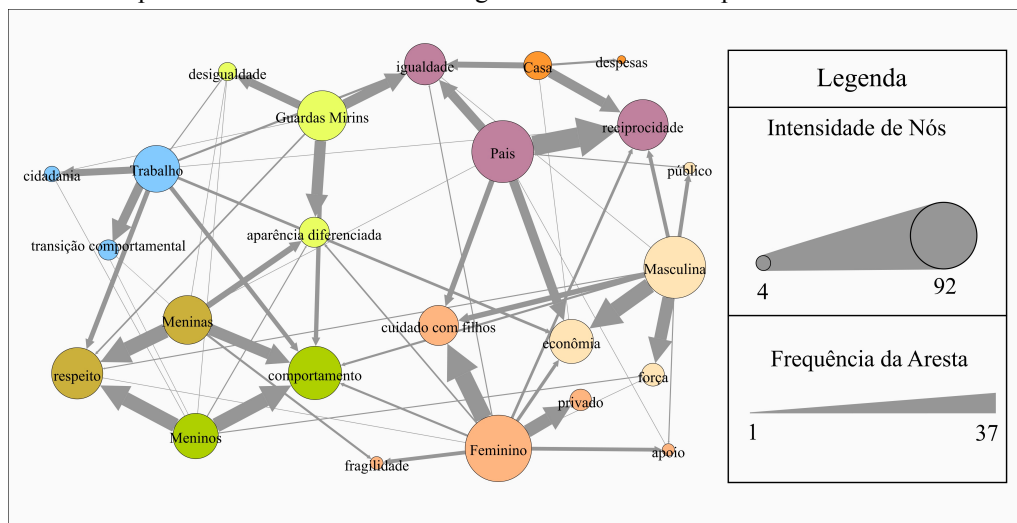 igualdade
Casa
despesas
desigualdade
Guardas Mirins
reciprocidade
Pais
público
cidadania
Trabalho
aparência diferenciada
transição comportamental
Masculina
Meninas
cuidado com filhos
econômia
respeito
comportamento
força
privado
Meninos
Feminino
apoio
fragilidade
Legenda
Intensidade de Nós
4
92
Frequência da Aresta
1
37